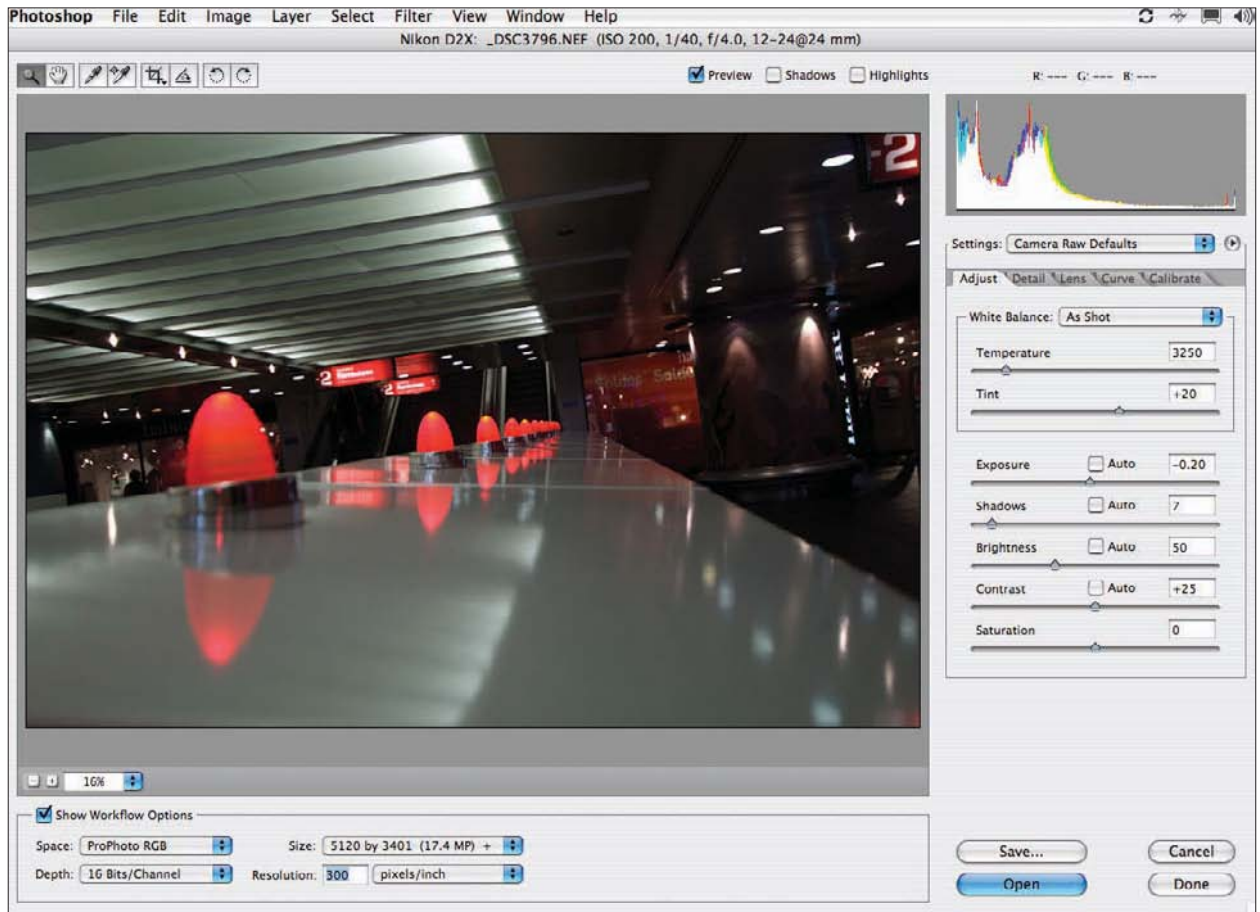 Photoshop File Edit Image Layer Select Filter View Window Help
Nikon D2X: _DSC3796.NEF (ISO 200, 1/40, f/4.0, 12-24@24 mm)
Preview Shadows Highlights
R: --- G: --- B: ---
-2
-2
-2
Soldes
Settings: Camera Raw Defaults
Adjust Detail Lens Curve Calibrate
White Balance: As Shot
Temperature 3250
Tint +20
Exposure Auto -0.20
Shadows Auto 7
Brightness Auto 50
Contrast Auto +25
Saturation 0
16%
Show Workflow Options
Space: ProPhoto RGB Size: 5120 by 3401 (17.4 MP) +
Depth: 16 Bits/Channel Resolution: 300 pixels/inch
Save... Cancel
Open Done